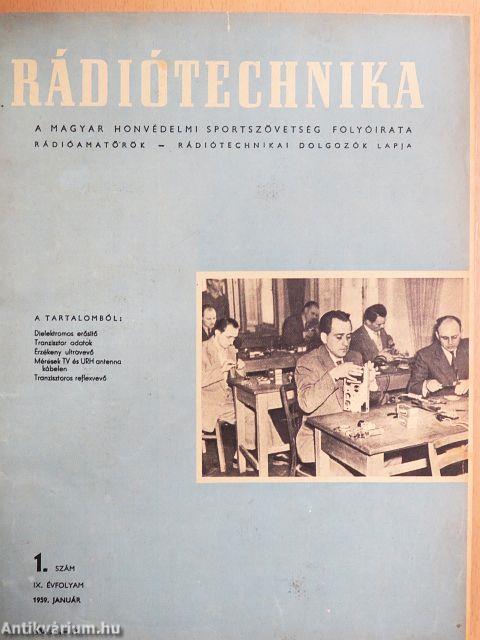 RÁDIÓTECHNIKA
A MAGYAR HONVÉDELMI SPORTSZÖVETSÉG FOLYÓIRATA
RÁDIÓAMATŐRÖK — RÁDIÓTECHNIKAI DOLGOZÓK LAPJA
A TARTALOMBÓL:
Dielektromos erősítő
Tranzisztor adatok
Érzékeny ultravevő
Mérések TV és URH antenna
kábelen
Tranzisztoros reflexvevő
1. SZÁM
IX. ÉVFOLYAM
1959. JANUÁR
Antikvárium.hu